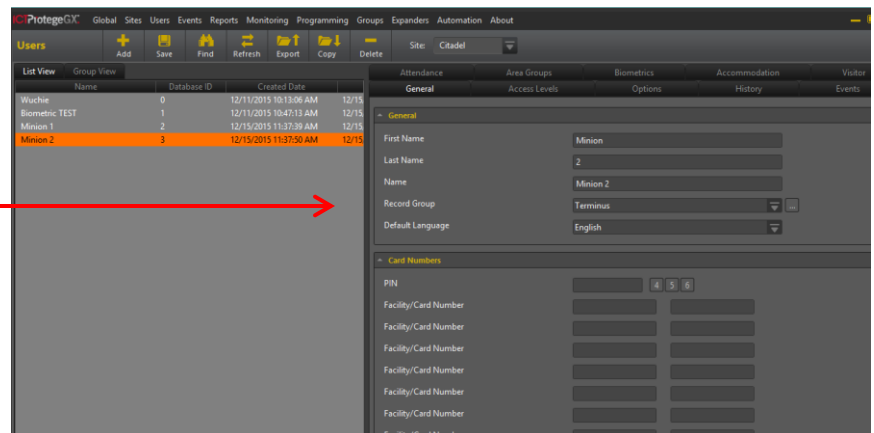 ICT ProtegeGX Global Sites Users Events Reports Monitoring Programming Groups Expanders Automation About
Users Add Save Find Refresh Export Copy Delete Site: Citadel
List View Group View
Name Database ID Created Date
Wuchie 0 12/11/2015 10:13:06 AM 12/15
Biometric TEST 1 12/11/2015 10:47:13 AM 12/15
Minion 1 2 12/15/2015 11:37:39 AM 12/15
Minion 2 3 12/15/2015 11:37:50 AM 12/15
Attendance Area Groups Biometrics Accommodation Visitor
General Access Levels Options History Events
General
First Name Minion
Last Name 2
Name Minion 2
Record Group Terminus ...
Default Language English
Card Numbers
PIN 4 5 6
Facility/Card Number
Facility/Card Number
Facility/Card Number
Facility/Card Number
Facility/Card Number
Facility/Card Number